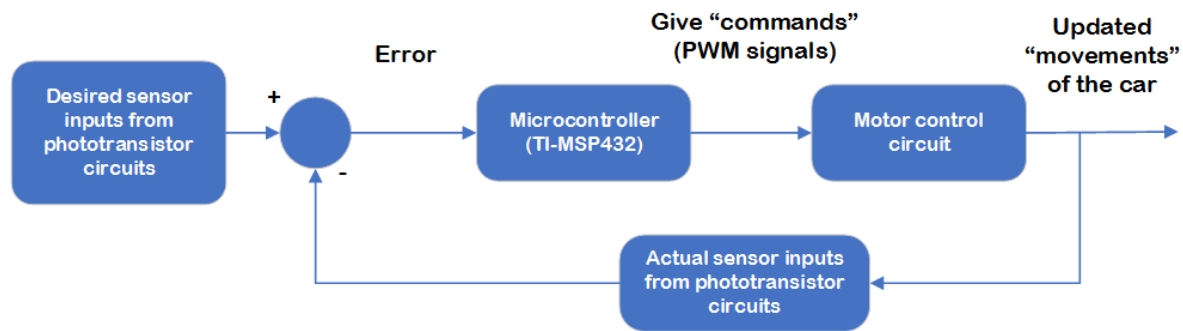 Give “commands”
(PWM signals)
Updated
“movements”
of the car
Error
Desired sensor
inputs from
phototransistor
circuits
+
-
Microcontroller
(TI-MSP432)
Motor control
circuit
Actual sensor inputs
from phototransistor
circuits